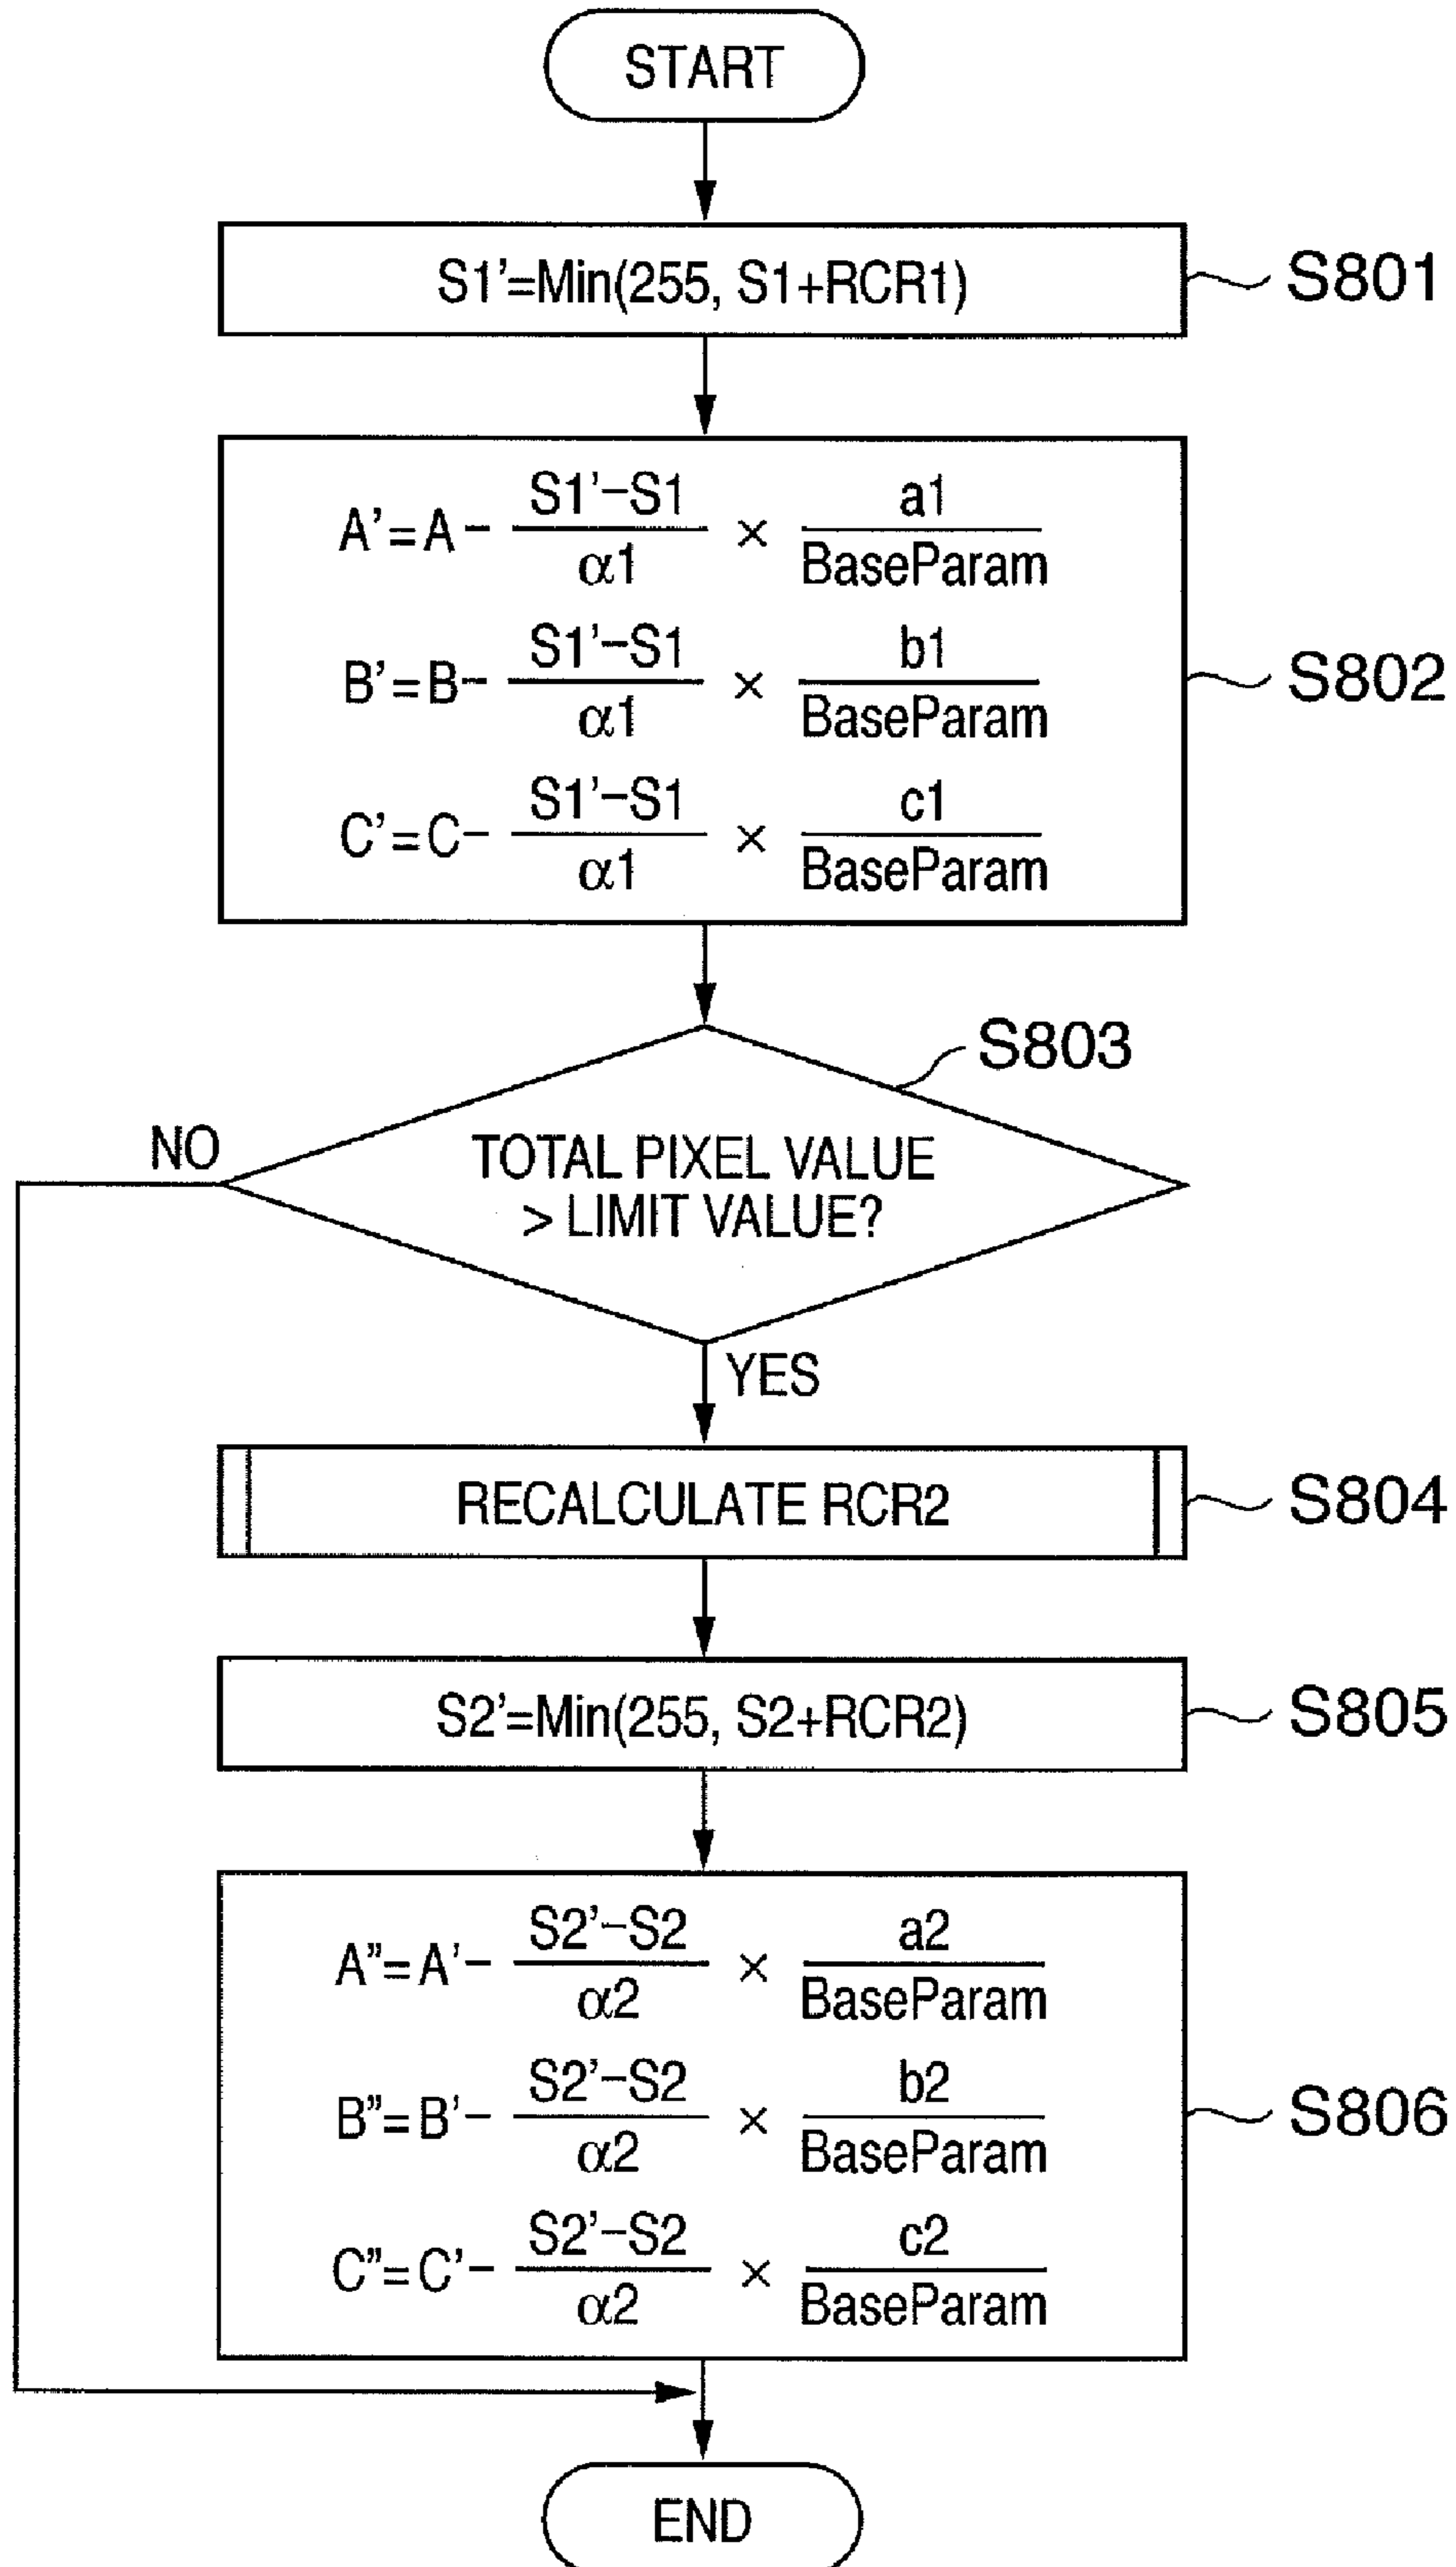 START
S1'=Min(255, S1+RCR1)
S801
A'=A- S1'-S1 / α1 × a1 / BaseParam
B'=B- S1'-S1 / α1 × b1 / BaseParam
C'=C- S1'-S1 / α1 × c1 / BaseParam
S802
S803
NO
TOTAL PIXEL VALUE
> LIMIT VALUE?
YES
RECALCULATE RCR2
S804
S2'=Min(255, S2+RCR2)
S805
A"=A'- S2'-S2 / α2 × a2 / BaseParam
B"=B'- S2'-S2 / α2 × b2 / BaseParam
C"=C'- S2'-S2 / α2 × c2 / BaseParam
S806
END